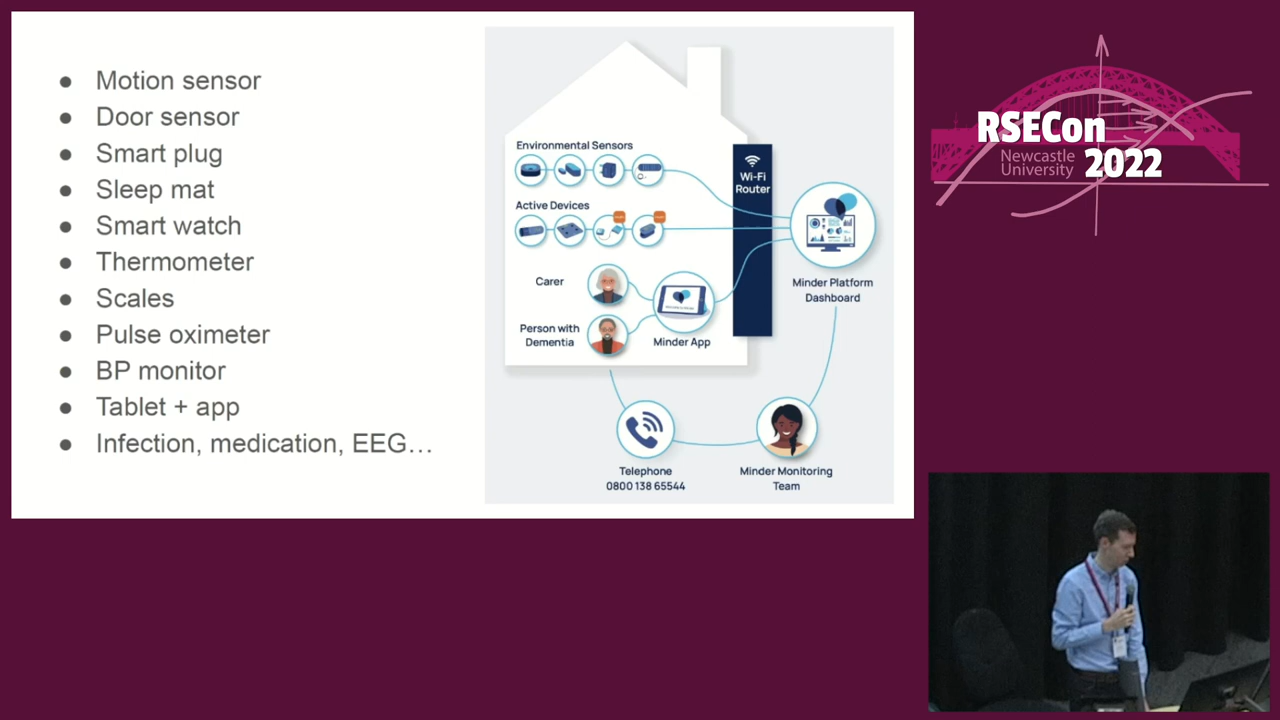 ● Motion sensor
● Door sensor
● Smart plug
● Sleep mat
● Smart watch
● Thermometer
● Scales
● Pulse oximeter
● BP monitor
● Tablet + app
● Infection, medication, EEG…
Environmental Sensors
Active Devices
Carer
Person with
Dementia
Minder App
Wi-Fi
Router
Minder Platform
Dashboard
Telephone
0800 138 65544
Minder Monitoring
Team
RSECon
Newcastle
University
2022